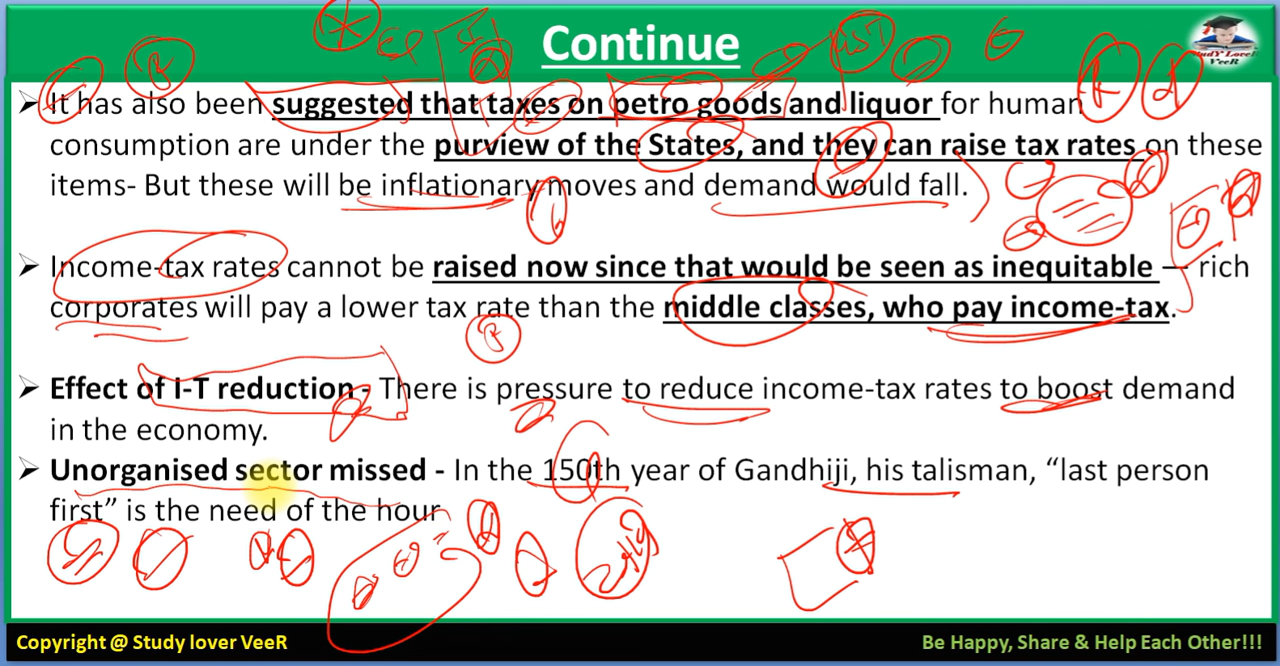 Continue
StudY Lover
VeeR
➢ It has also been suggested that taxes on petro goods and liquor for human
consumption are under the purview of the States, and they can raise tax rates on these
items- But these will be inflationary moves and demand would fall.
➢ Income-tax rates cannot be raised now since that would be seen as inequitable — rich
corporates will pay a lower tax rate than the middle classes, who pay income-tax.
➢ Effect of I-T reduction - There is pressure to reduce income-tax rates to boost demand
in the economy.
➢ Unorganised sector missed - In the 150th year of Gandhiji, his talisman, “last person
first” is the need of the hour
Copyright @ Study lover VeeR
Be Happy, Share & Help Each Other!!!